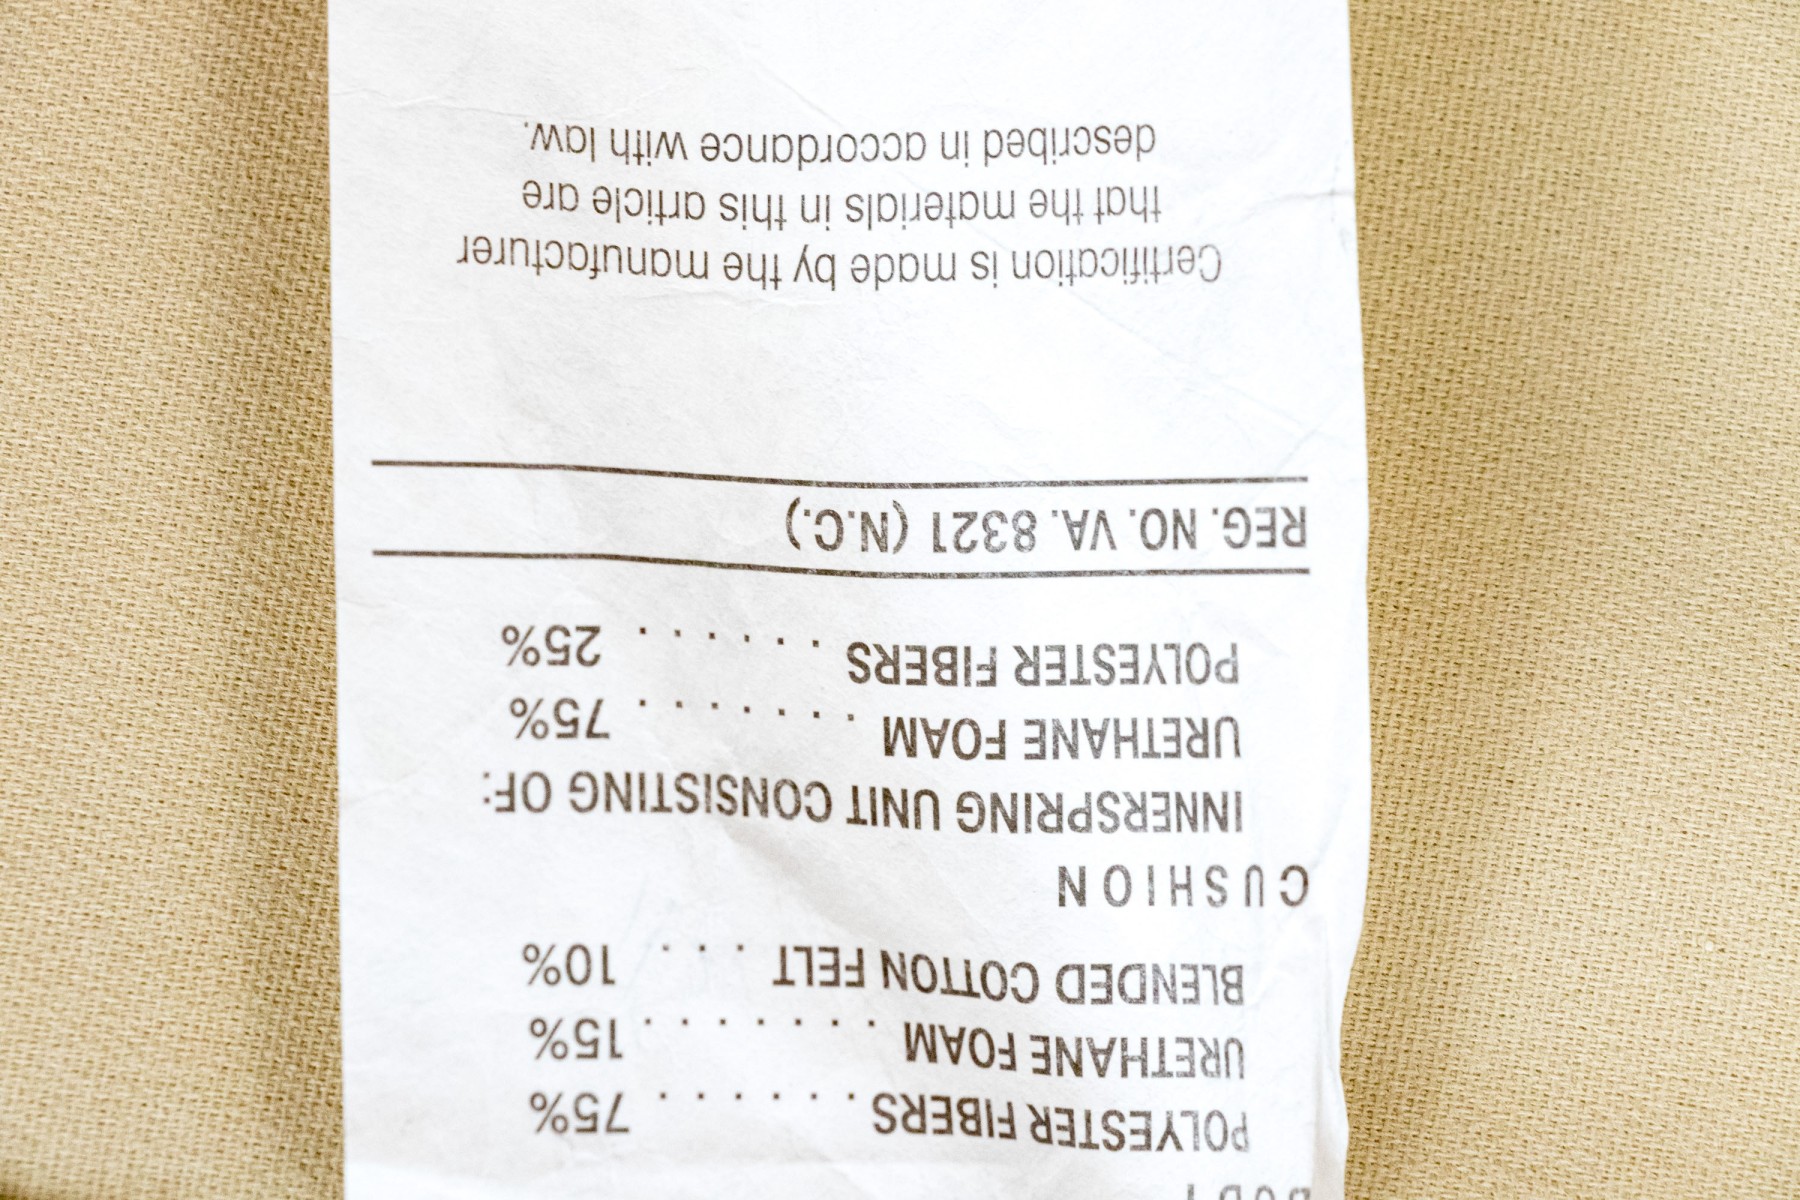 POLYESTER FIBERS . . . . . . 75%
URETHANE FOAM . . . . . . . 15%
BLENDED COTTON FELT . . . . 10%
CUSHION
INNERSPRING UNIT CONSISTING OF:
URETHANE FOAM . . . . . . . 75%
POLYESTER FIBERS . . . . . . 25%
REG. NO. VA. 8321 (N.C.)
Certification is made by the manufacturer
that the materials in this article are
described in accordance with law.